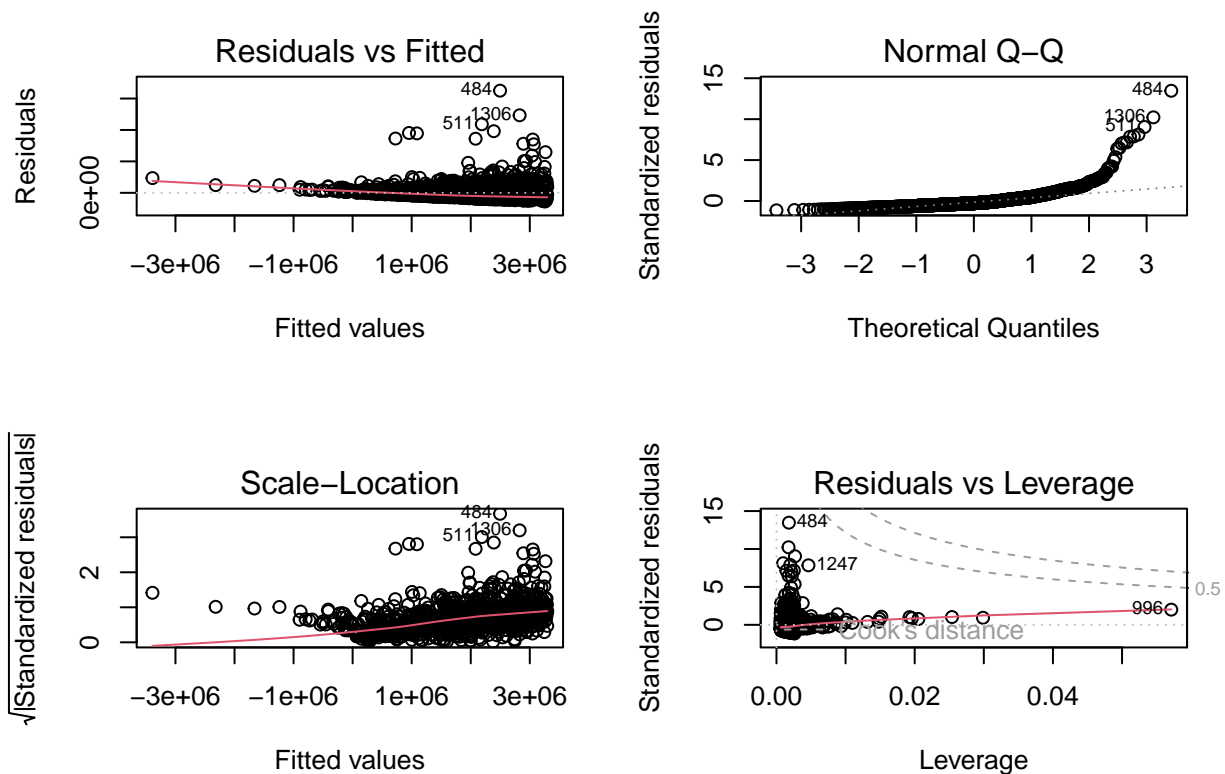 Residuals vs Fitted
Residuals
0e+00
484
1306
511
−3e+06 −1e+06 1e+06 3e+06
Fitted values
Normal Q−Q
Standardized residuals
0 5 15
484
1306
511
−3 −2 −1 0 1 2 3
Theoretical Quantiles
Scale−Location
√|Standardized residuals|
0 2
484
1306
511
−3e+06 −1e+06 1e+06 3e+06
Fitted values
Residuals vs Leverage
Standardized residuals
0 5 15
484
1247
996
0.5
Cook's distance
0.00 0.02 0.04
Leverage